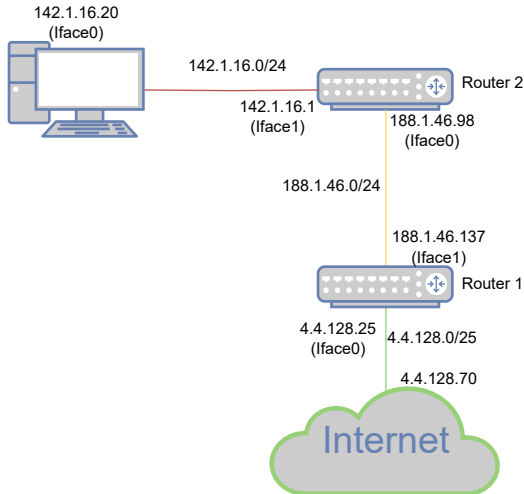 142.1.16.20
(Iface0)
142.1.16.0/24
Router 2
142.1.16.1
(Iface1)
188.1.46.98
(Iface0)
188.1.46.0/24
188.1.46.137
(Iface1)
Router 1
4.4.128.25
(Iface0)
4.4.128.0/25
4.4.128.70
Internet